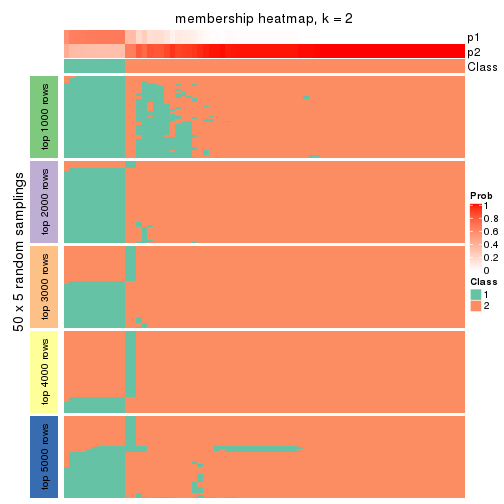 membership heatmap, k = 2
p1
p2
Class
50 x 5 random samplings
top 1000 rows
top 2000 rows
top 3000 rows
top 4000 rows
top 5000 rows
Prob
1
0.8
0.6
0.4
0.2
0
Class
1
2